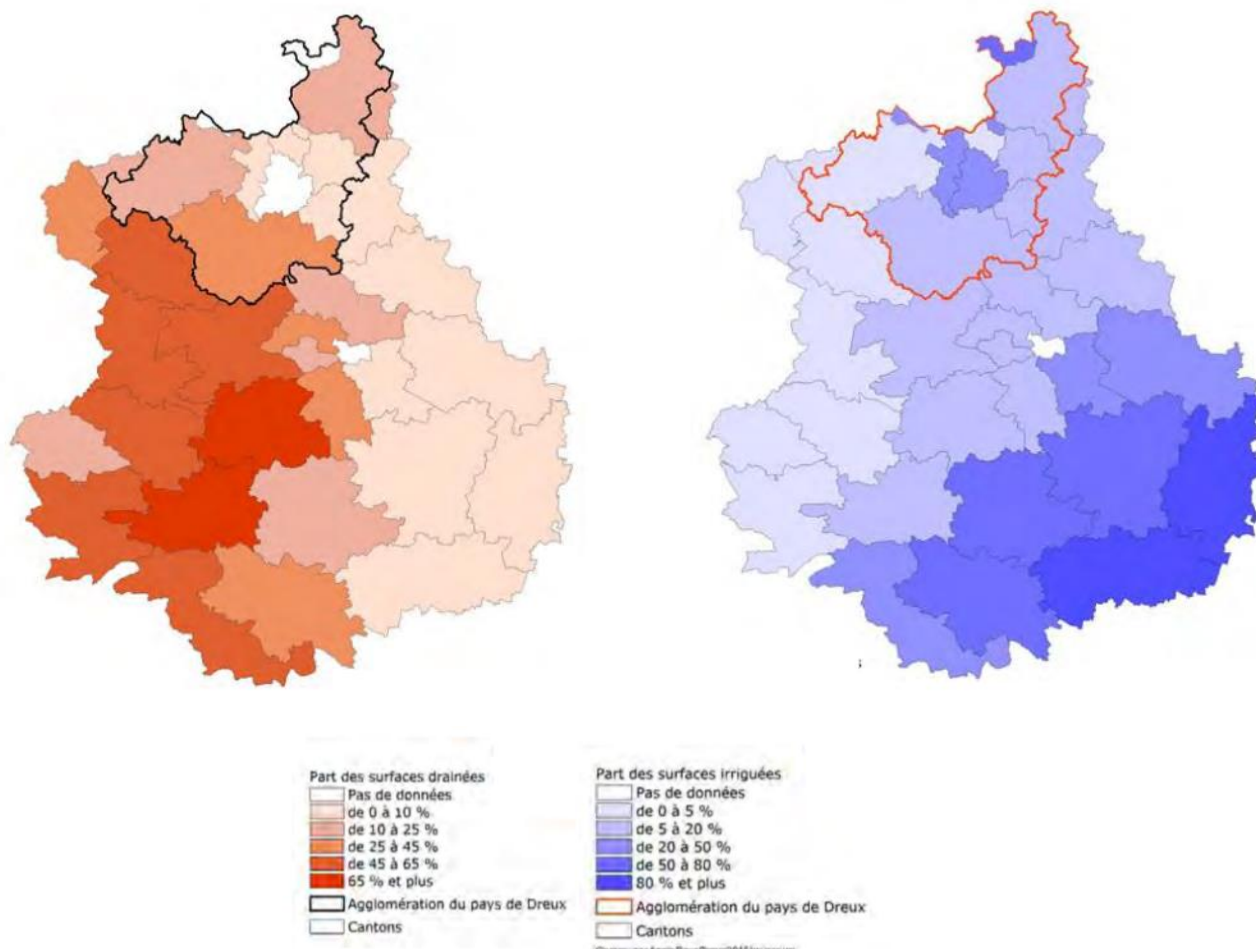 Part des surfaces drainées
Pas de données
de 0 à 10 %
de 10 à 25 %
de 25 à 45 %
de 45 à 65 %
65 % et plus
Agglomération du pays de Dreux
Cantons
Part des surfaces irriguées
Pas de données
de 0 à 5 %
de 5 à 20 %
de 20 à 50 %
de 50 à 80 %
80 % et plus
Agglomération du pays de Dreux
Cantons